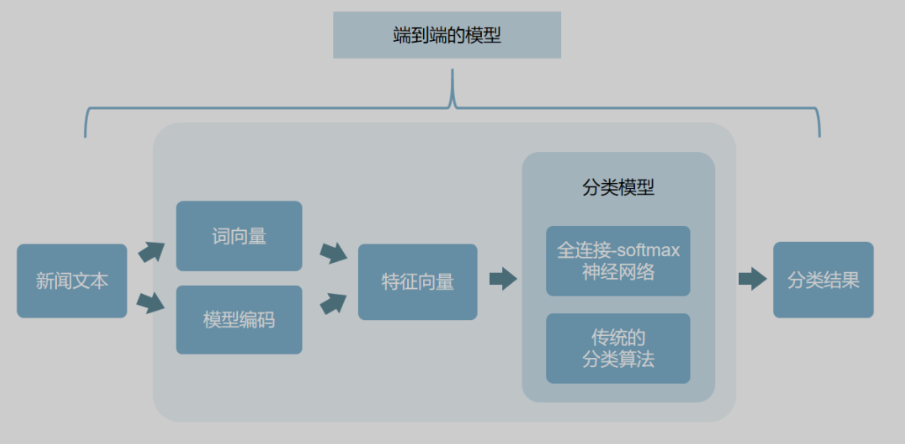 端到端的模型
分类模型
词向量
全连接-softmax
神经网络
新闻文本
特征向量
分类结果
模型编码
传统的
分类算法